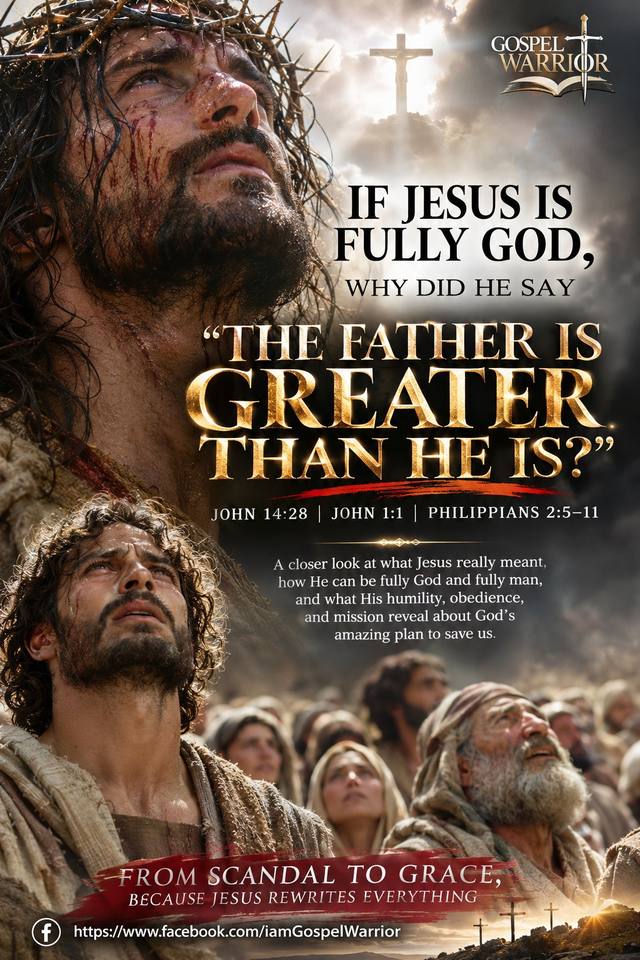 GOSPEL
WARRIOR
IF JESUS IS
FULLY GOD,
WHY DID HE SAY
“THE FATHER IS
GREATER
THAN HE IS?”
JOHN 14:28 | JOHN 1:1 | PHILIPPIANS 2:5–11
A closer look at what Jesus really meant,
how He can be fully God and fully man,
and what His humility, obedience,
and mission reveal about God’s
amazing plan to save us.
FROM SCANDAL TO GRACE,
BECAUSE JESUS REWRITES EVERYTHING
f https://www.facebook.com/iamGospelWarrior